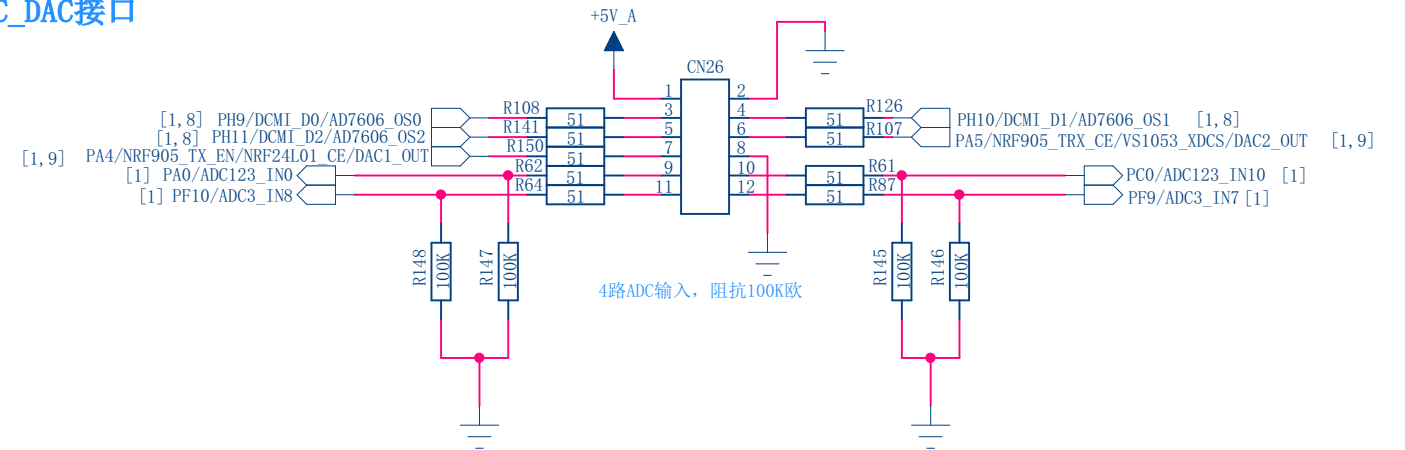 C_DAC接口
+5V_A
CN26
1 2
3 4
5 6
7 8
9 10
11 12
[1,8] PH9/DCMI_D0/AD7606_OS0 R108 51
[1,8] PH11/DCMI_D2/AD7606_OS2 R141 51
[1,9] PA4/NRF905_TX_EN/NRF24L01_CE/DAC1_OUT R150 51
[1] PA0/ADC123_IN0 R62 51
[1] PF10/ADC3_IN8 R64 51
51 R126 PH10/DCMI_D1/AD7606_OS1 [1,8]
51 R107 PA5/NRF905_TRX_CE/VS1053_XDCS/DAC2_OUT [1,9]
51 R61 PC0/ADC123_IN10 [1]
51 R87 PF9/ADC3_IN7 [1]
R148 100K
R147 100K
R145 100K
R146 100K
4路ADC输入，阻抗100K欧